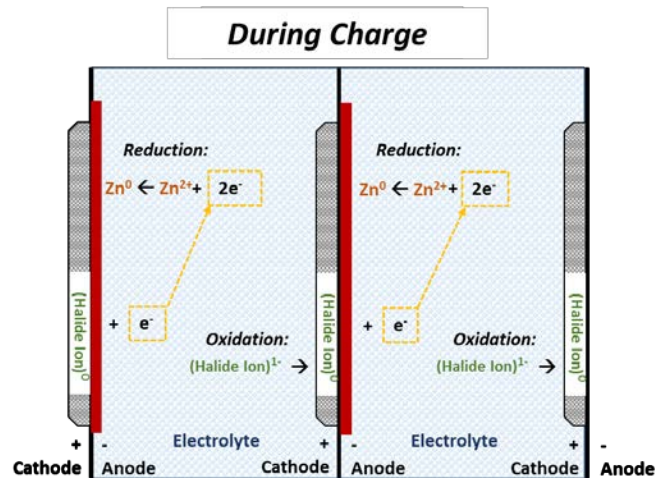 During Charge
Reduction:
Zn⁰ ← Zn²⁺+ 2e⁻
(Halide Ion)⁰
+ e⁻
Oxidation:
(Halide Ion)¹⁻ →
(Halide Ion)⁰
Reduction:
Zn⁰ ← Zn²⁺+ 2e⁻
+ e⁻
Oxidation:
(Halide Ion)¹⁻ →
(Halide Ion)⁰
+ - Electrolyte + - Electrolyte + -
Cathode Anode Cathode Anode Cathode Anode